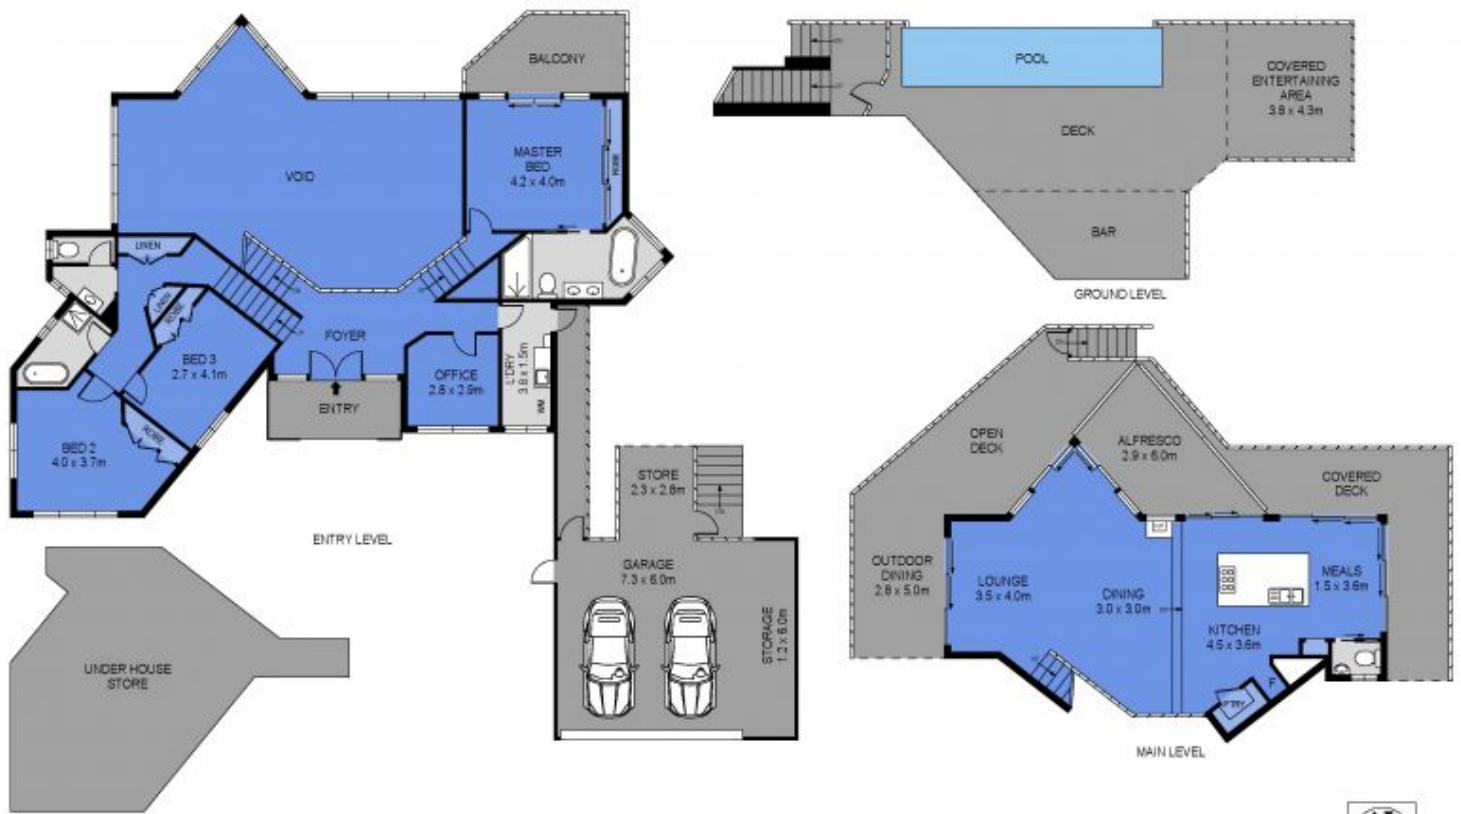 BALCONY
MASTER
BED
4.2 x 4.0m
ROBE
VOID
LINEN
LINEN
ROBE
BED 3
2.7 x 4.1m
FOYER
ENTRY
OFFICE
2.8 x 2.9m
L'DRY
3.8 x 1.5m
WM
BED 2
4.0 x 3.7m
ROBE
ENTRY LEVEL
STORE
2.3 x 2.8m
GARAGE
7.3 x 6.0m
STORAGE
1.2 x 6.0m
UNDER HOUSE
STORE
POOL
COVERED
ENTERTAINING
AREA
3.8 x 4.3m
DECK
BAR
GROUND LEVEL
OPEN
DECK
ALFRESCO
2.9 x 6.0m
COVERED
DECK
OUTDOOR
DINING
2.8 x 5.0m
LOUNGE
3.5 x 4.0m
DINING
3.0 x 3.0m
MEALS
1.5 x 3.6m
KITCHEN
4.5 x 3.6m
F
P'TRY
MAIN LEVEL